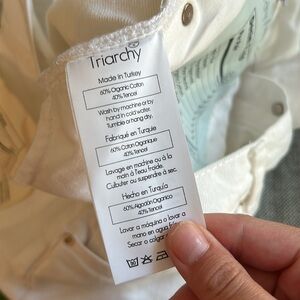 Triarchy
Made in Turkey
60% Organic Cotton
40% Tencel
Wash by machine or by
hand in cold water.
Tumble or hang dry.
Fabriqué en Turquie
60% Coton Organique
40% Tencel
Lavage en machine ou à la
main à l'eau froide.
Culbuter ou suspendre à sec.
Hecho en Turquía
60% Algodón Orgánico
40% Tencel
Lavar a máquina o lavar a
mano en agua
Secar o colgar